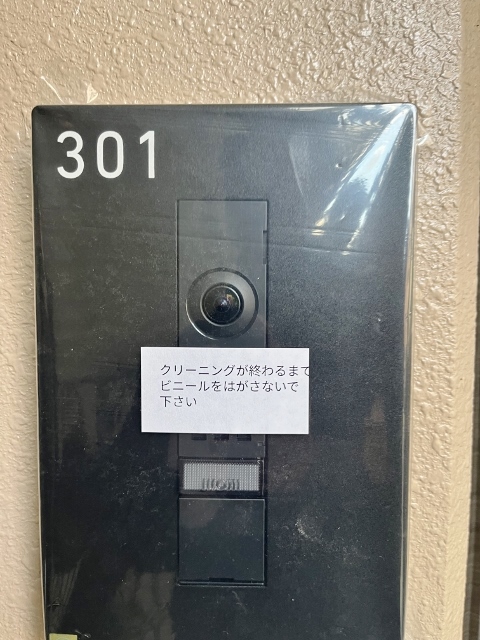 301
クリーニングが終わるまで
ビニールをはがさないで
下さい